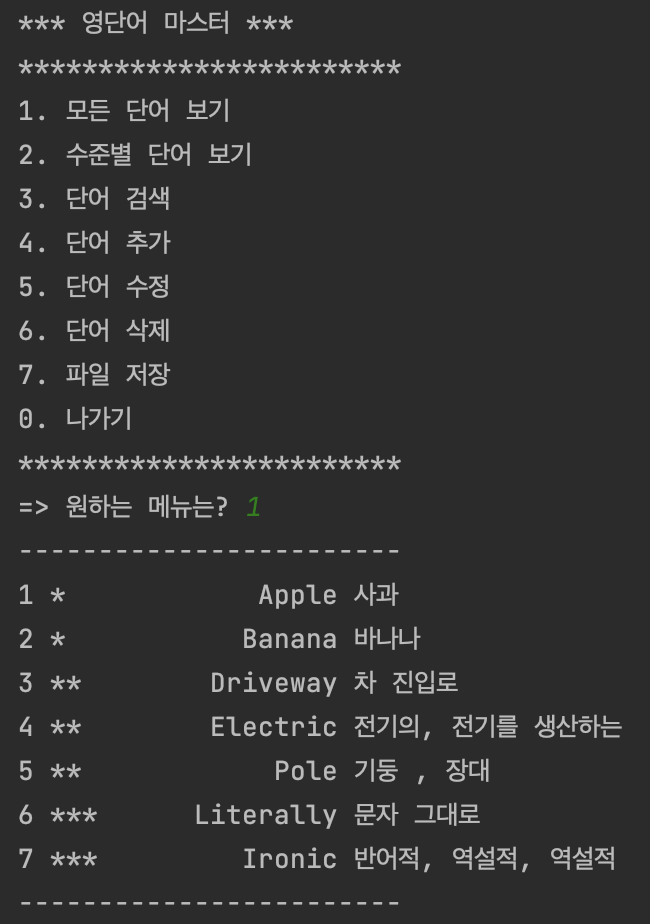 *** 영단어 마스터 ***
************************
1. 모든 단어 보기
2. 수준별 단어 보기
3. 단어 검색
4. 단어 추가
5. 단어 수정
6. 단어 삭제
7. 파일 저장
0. 나가기
************************
=> 원하는 메뉴는? 1
------------------------
1 *            Apple 사과
2 *           Banana 바나나
3 **        Driveway 차 진입로
4 **        Electric 전기의, 전기를 생산하는
5 **            Pole 기둥 , 장대
6 ***      Literally 문자 그대로
7 ***         Ironic 반어적, 역설적, 역설적
------------------------